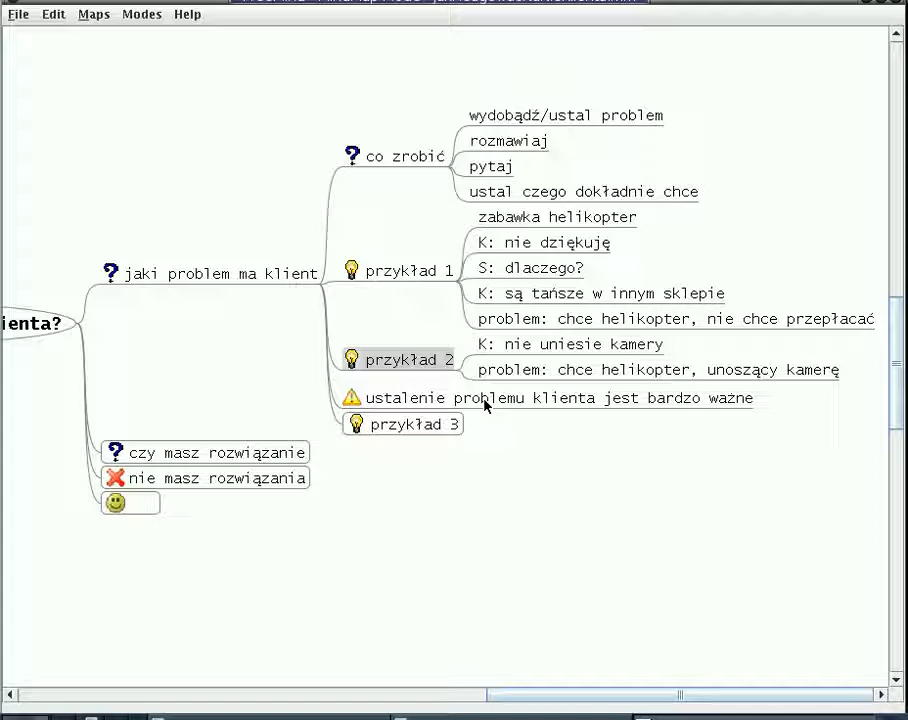 File Edit Maps Modes Help
wydobądź/ustal problem
co zrobić
rozmawiaj
pytaj
ustal czego dokładnie chce
zabawka helikopter
K: nie dziękuję
jaki problem ma klient
przykład 1
S: dlaczego?
K: są tańsze w innym sklepie
problem: chce helikopter, nie chce przepłacać
ienta?
K: nie uniesie kamery
przykład 2
problem: chce helikopter, unoszący kamerę
ustalenie problemu klienta jest bardzo ważne
przykład 3
czy masz rozwiązanie
nie masz rozwiązania